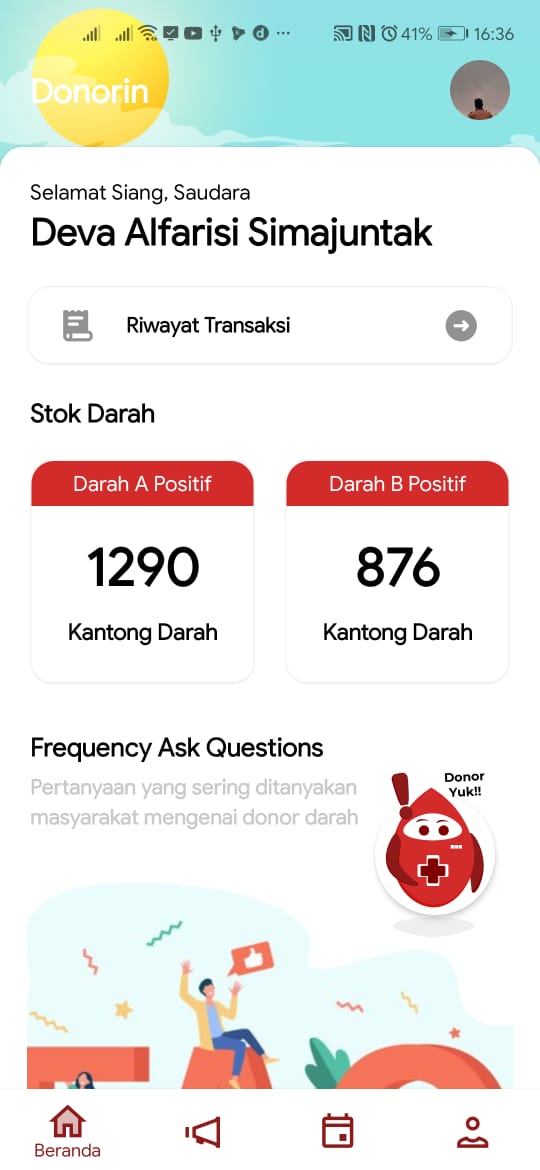 41% 16:36
Donorin
Selamat Siang, Saudara
Deva Alfarisi Simajuntak
Riwayat Transaksi
Stok Darah
Darah A Positif
1290
Kantong Darah
Darah B Positif
876
Kantong Darah
Frequency Ask Questions
Pertanyaan yang sering ditanyakan
masyarakat mengenai donor darah
Donor
Yuk!!
Beranda